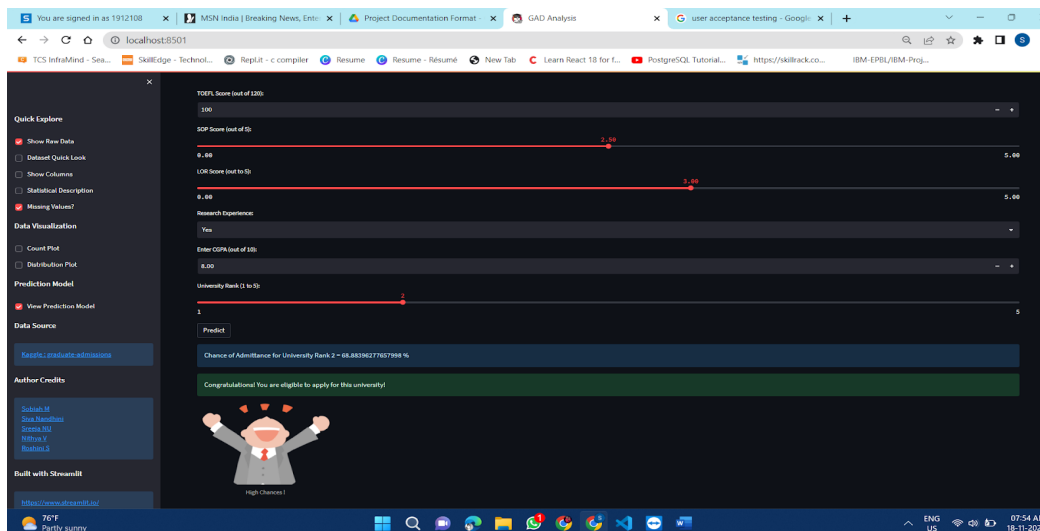 You are signed in as 1912108
MSN India | Breaking News, Enter
Project Documentation Format -
GAD Analysis
user acceptance testing - Google
localhost:8501
TCS InfraMind - Sea...
SkillEdge - Technol...
Repl.it - c compiler
Resume
Resume - Résumé
New Tab
Learn React 18 for f...
PostgreSQL Tutorial...
https://skillrack.co...
IBM-EPBL/IBM-Proj...
Quick Explore
Show Raw Data
Dataset Quick Look
Show Columns
Statistical Description
Missing Values?
Data Visualization
Count Plot
Distribution Plot
Prediction Model
View Prediction Model
Data Source
Kaggle : graduate-admissions
Author Credits
Subiah M
Siva Nandhini
Sreeja NU
Nithya V
Roshini S
Built with Streamlit
https://www.streamlit.io/
TOEFL Score (out of 120):
100
SOP Score (out of 5):
2.50
0.00 5.00
LOR Score (out to 5):
3.00
0.00 5.00
Research Experience:
Yes
Enter CGPA (out of 10):
8.00
University Rank (1 to 5):
2
1 5
Predict
Chance of Admittance for University Rank 2 = 68.88396277657998 %
Congratulations! You are eligible to apply for this university!
High Chances !
76°F
Partly sunny
ENG
US
07:54 AM
18-11-202